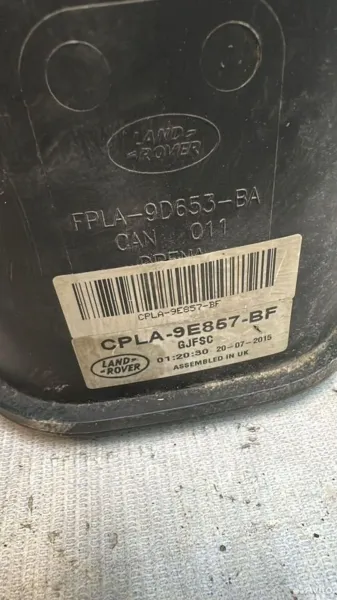 LAND-
-ROVER
FPLA-9D653-BA
CAN 011
CPLA-9E857-BF
CPLA-9E857-BF
GJFSC
LAND-
-ROVER
01:20:30 20-07-2015
ASSEMBLED IN UK